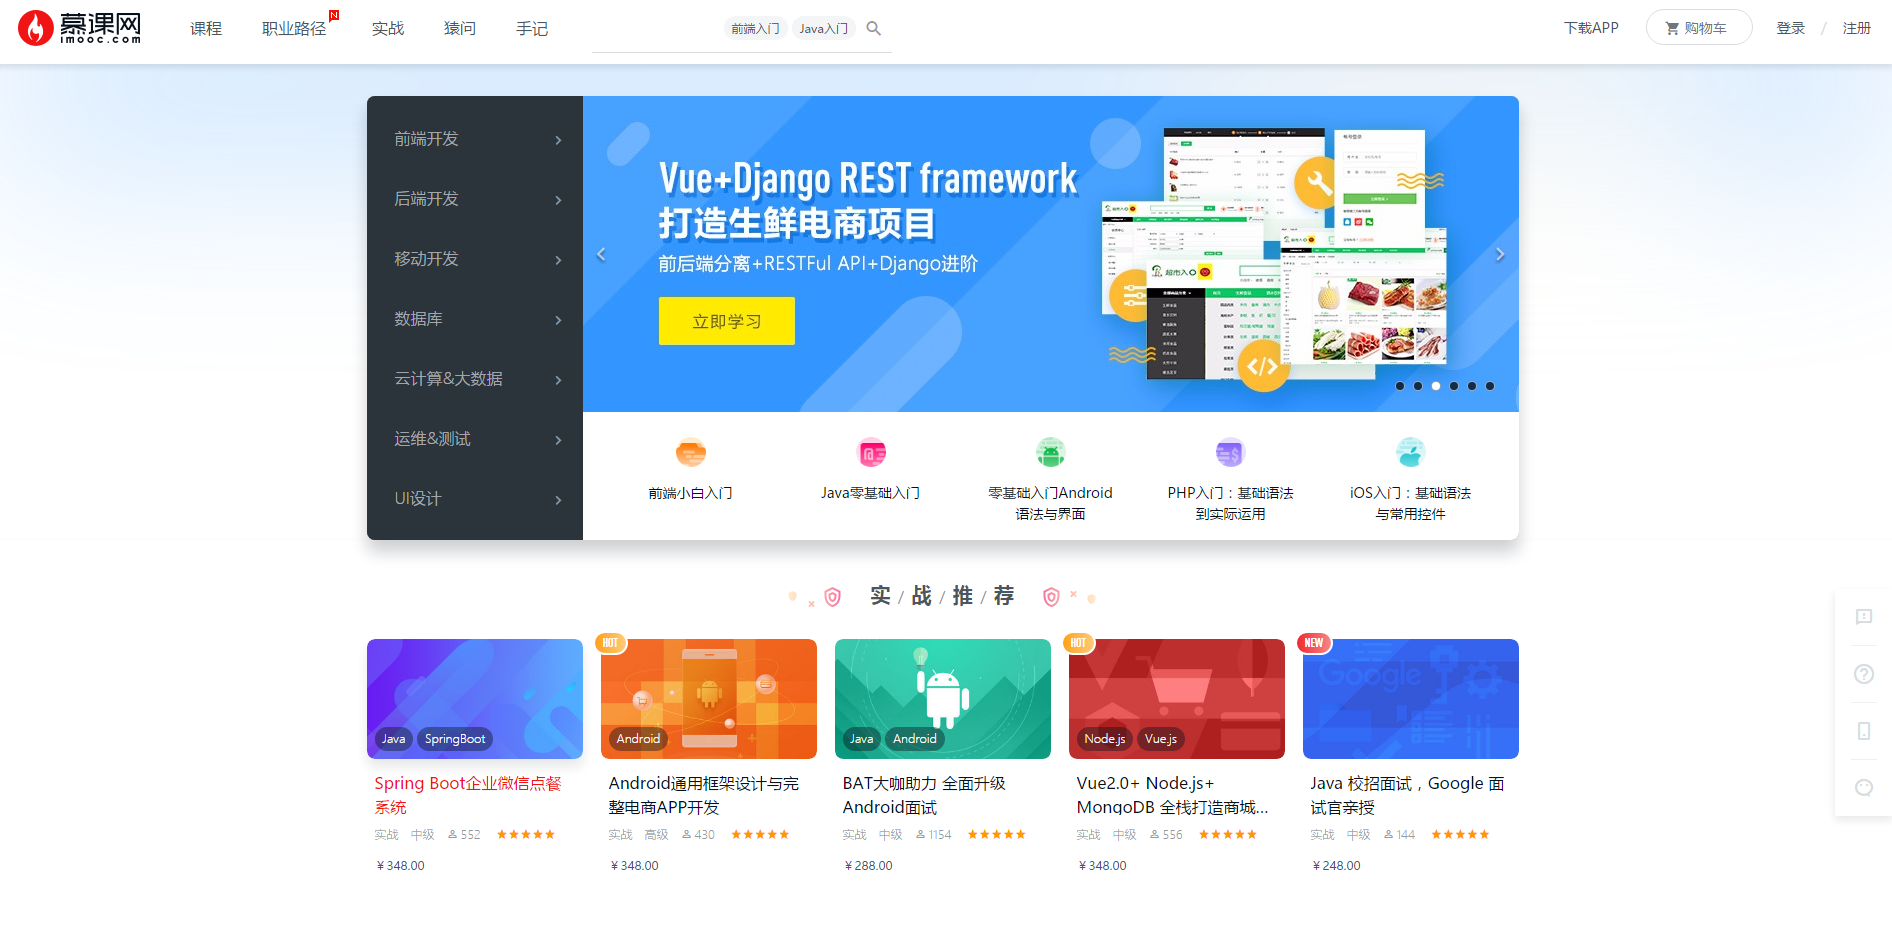 慕课网
imooc.com
课程 职业路径 N 实战 猿问 手记
前端入门 Java入门
下载APP 购物车 登录 / 注册
前端开发
后端开发
移动开发
数据库
云计算&大数据
运维&测试
UI设计
Vue+Django REST framework
打造生鲜电商项目
前后端分离+RESTFul API+Django进阶
立即学习
前端小白入门
Java零基础入门
零基础入门Android
语法与界面
PHP入门：基础语法
到实际运用
iOS入门：基础语法
与常用控件
实 / 战 / 推 / 荐
Java SpringBoot
Spring Boot企业微信点餐
系统
实战 中级 552
￥348.00
HOT
Android
Android通用框架设计与完
整电商APP开发
实战 高级 430
￥348.00
Java Android
BAT大咖助力 全面升级
Android面试
实战 中级 1154
￥288.00
HOT
Node.js Vue.js
Vue2.0+ Node.js+
MongoDB 全栈打造商城...
实战 中级 556
￥348.00
NEW
Google
Java 校招面试，Google 面
试官亲授
实战 中级 144
￥248.00